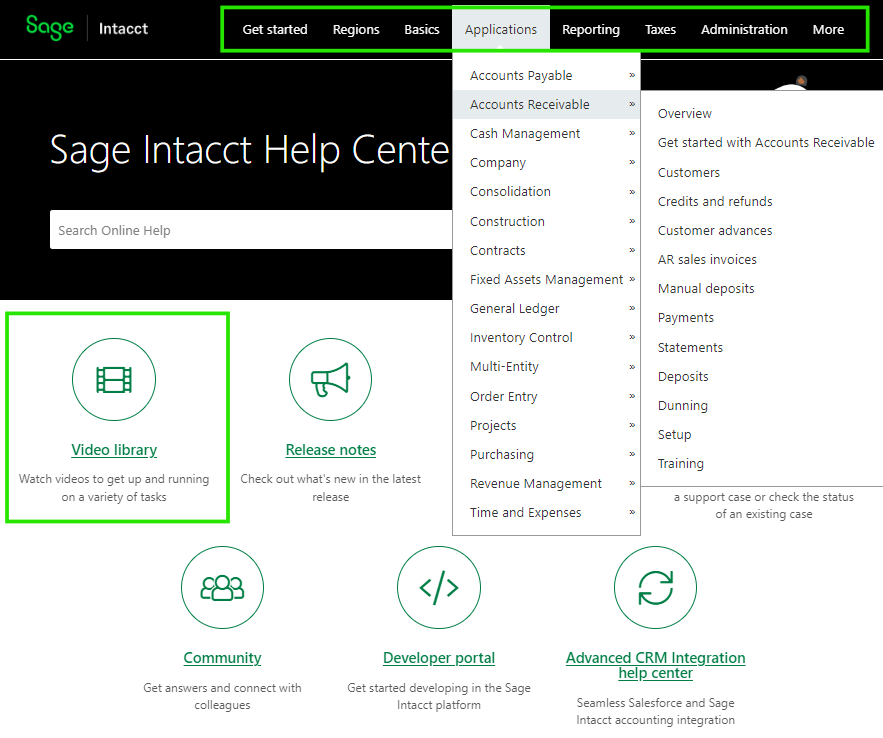 Sage Intacct
Get started Regions Basics Applications Reporting Taxes Administration More
Sage Intacct Help Cente
Search Online Help
Accounts Payable »
Accounts Receivable »
Cash Management »
Company »
Consolidation »
Construction »
Contracts »
Fixed Assets Management »
General Ledger »
Inventory Control »
Multi-Entity »
Order Entry »
Projects »
Purchasing »
Revenue Management »
Time and Expenses »
Overview
Get started with Accounts Receivable
Customers
Credits and refunds
Customer advances
AR sales invoices
Manual deposits
Payments
Statements
Deposits
Dunning
Setup
Training
Video library
Watch videos to get up and running
on a variety of tasks
Release notes
Check out what's new in the latest
release
a support case or check the status
of an existing case
Community
Get answers and connect with
colleagues
</>
Developer portal
Get started developing in the Sage
Intacct platform
Advanced CRM Integration
help center
Seamless Salesforce and Sage
Intacct accounting integration